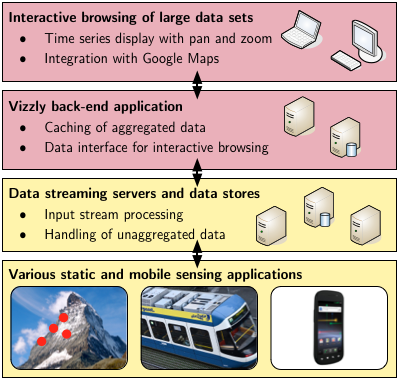 Interactive browsing of large data sets
• Time series display with pan and zoom
• Integration with Google Maps
Vizzly back-end application
• Caching of aggregated data
• Data interface for interactive browsing
Data streaming servers and data stores
• Input stream processing
• Handling of unaggregated data
Various static and mobile sensing applications